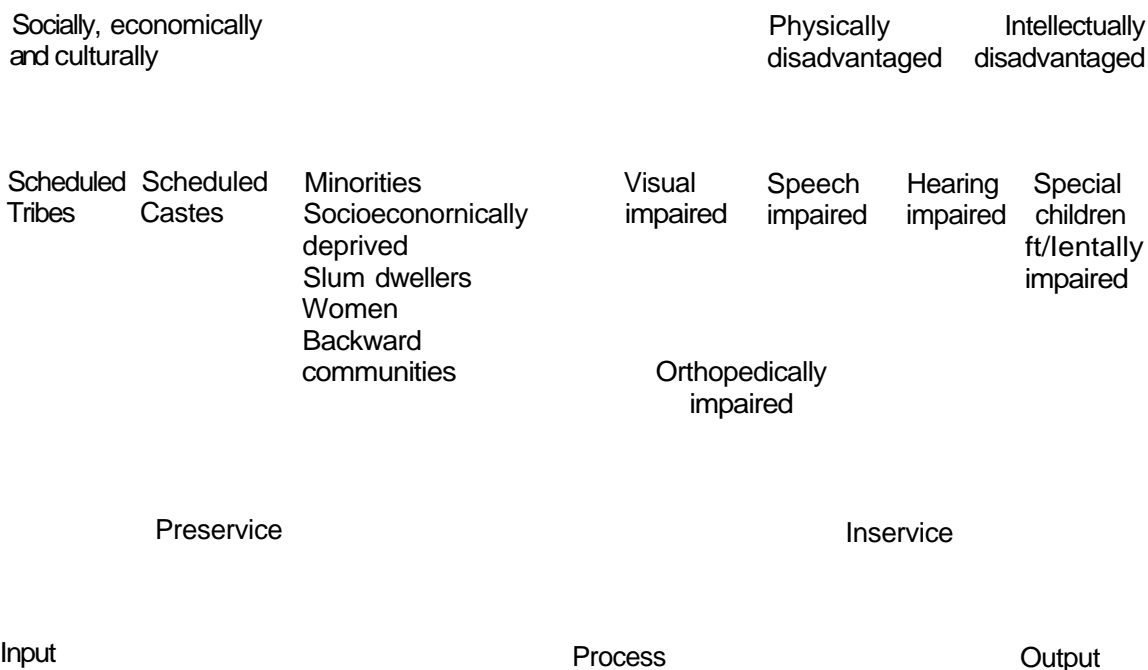 Socially, economically
and culturally
Physically
disadvantaged
Intellectually
disadvantaged
Scheduled
Tribes
Scheduled
Castes
Minorities
Socioeconornically
deprived
Slum dwellers
Women
Backward
communities
Visual
impaired
Speech
impaired
Hearing
impaired
Special
children
ft/lentally
impaired
Orthopedically
impaired
Preservice
Inservice
Input
Process
Output